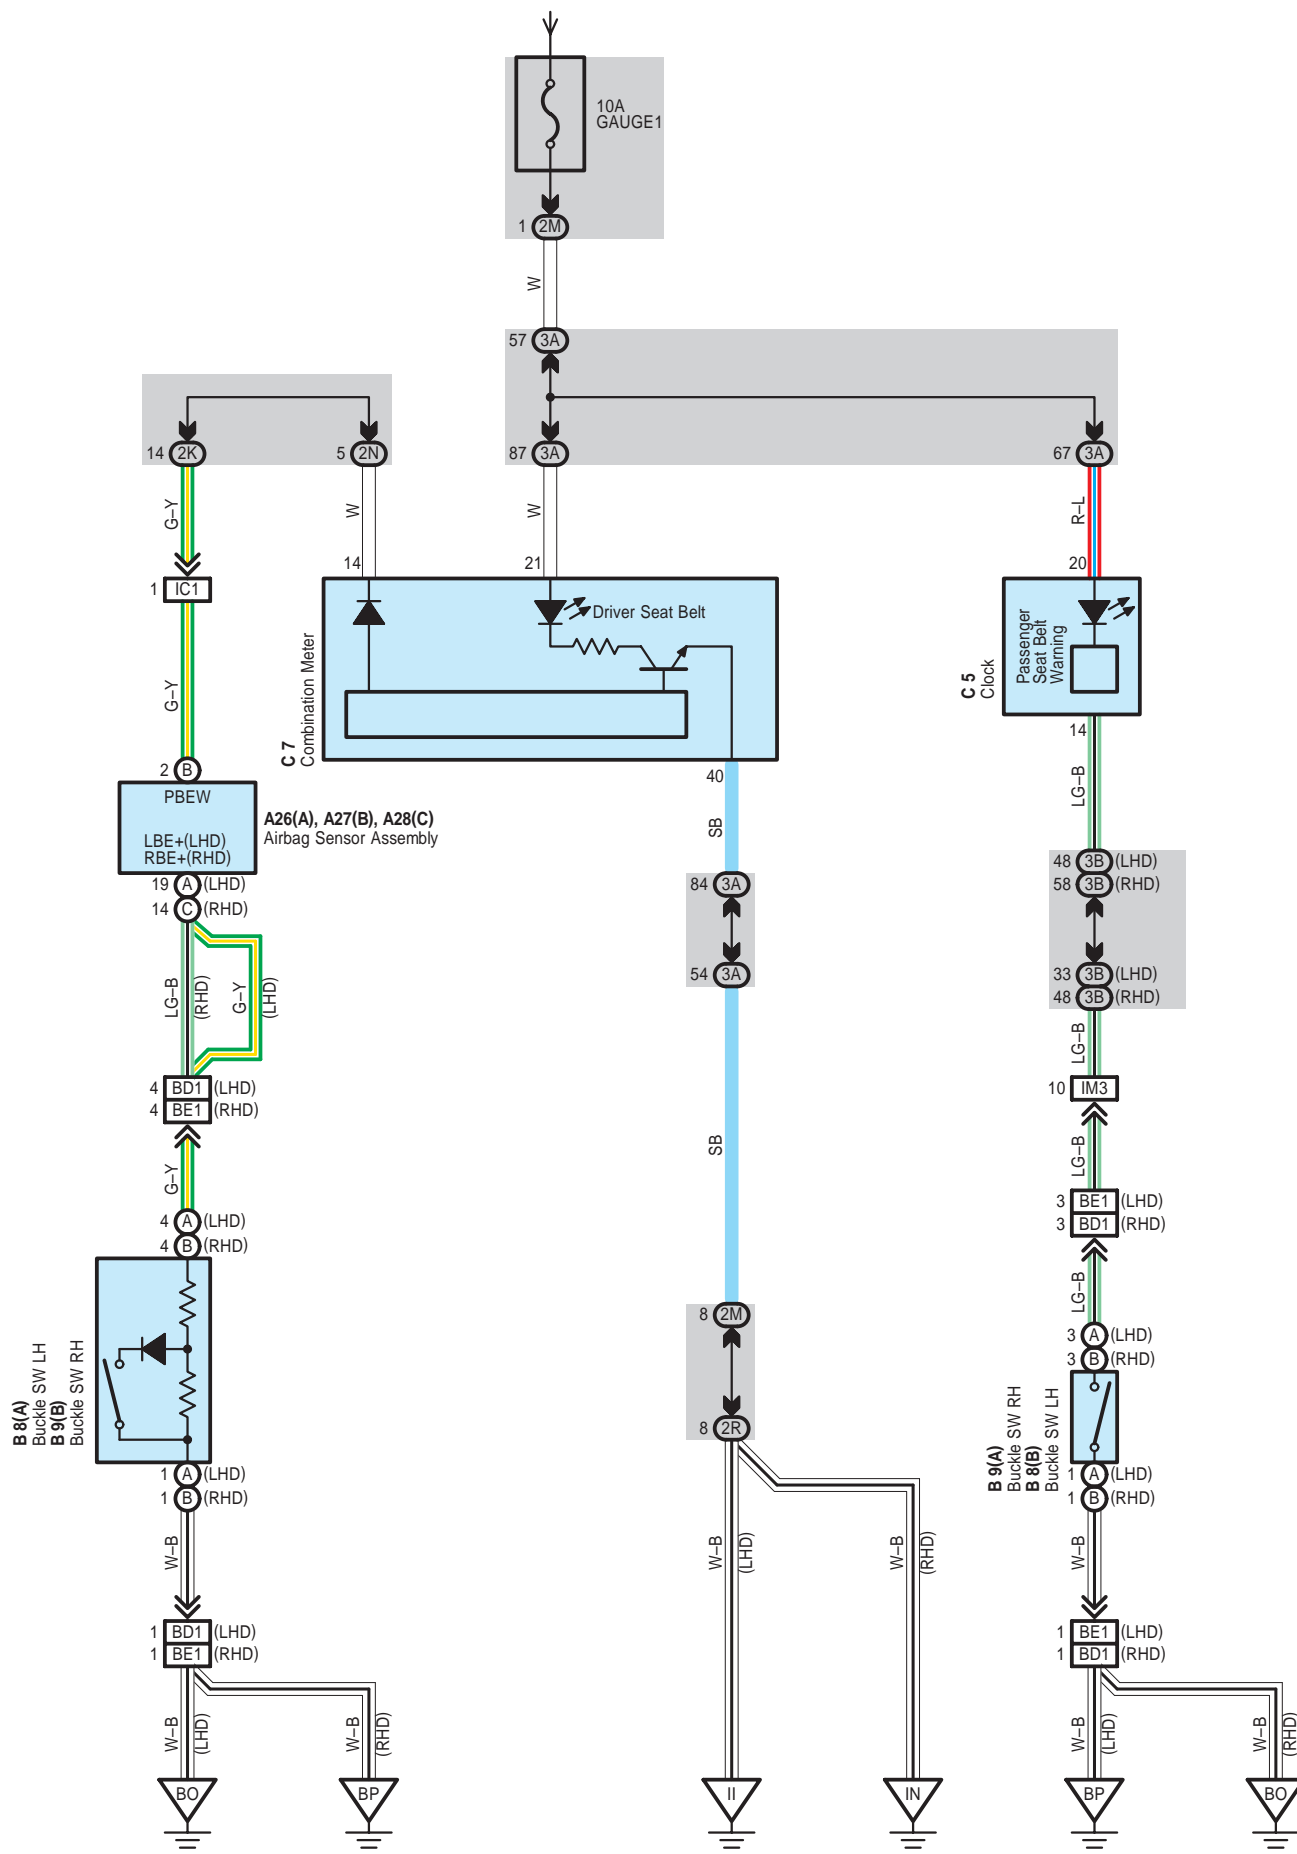 10A
GAUGE1
1 2M
W
57 3A
14 2K
5 2N
87 3A
67 3A
G–Y
W
W
R–L
14
21
20
1 IC1
Driver Seat Belt
C 7
Combination Meter
Passenger
Seat Belt
Warning
C 5
Clock
G–Y
14
2 B
40
PBEW
LBE+(LHD)
RBE+(RHD)
A26(A), A27(B), A28(C)
Airbag Sensor Assembly
SB
LG–B
19 A (LHD)
14 C (RHD)
84 3A
48 3B (LHD)
58 3B (RHD)
54 3A
33 3B (LHD)
48 3B (RHD)
LG–B
(RHD)
G–Y
(LHD)
LG–B
4 BD1 (LHD)
4 BE1 (RHD)
10 IM3
G–Y
SB
LG–B
3 BE1 (LHD)
3 BD1 (RHD)
4 A (LHD)
4 B (RHD)
LG–B
8 2M
3 A (LHD)
3 B (RHD)
B 8(A)
Buckle SW LH
B 9(B)
Buckle SW RH
8 2R
B 9(A)
Buckle SW RH
B 8(B)
Buckle SW LH
1 A (LHD)
1 B (RHD)
1 A (LHD)
1 B (RHD)
W–B
W–B
(LHD)
W–B
(RHD)
W–B
1 BD1 (LHD)
1 BE1 (RHD)
1 BE1 (LHD)
1 BD1 (RHD)
W–B
(LHD)
W–B
(RHD)
W–B
(LHD)
W–B
(RHD)
BO
BP
II
IN
BP
BO